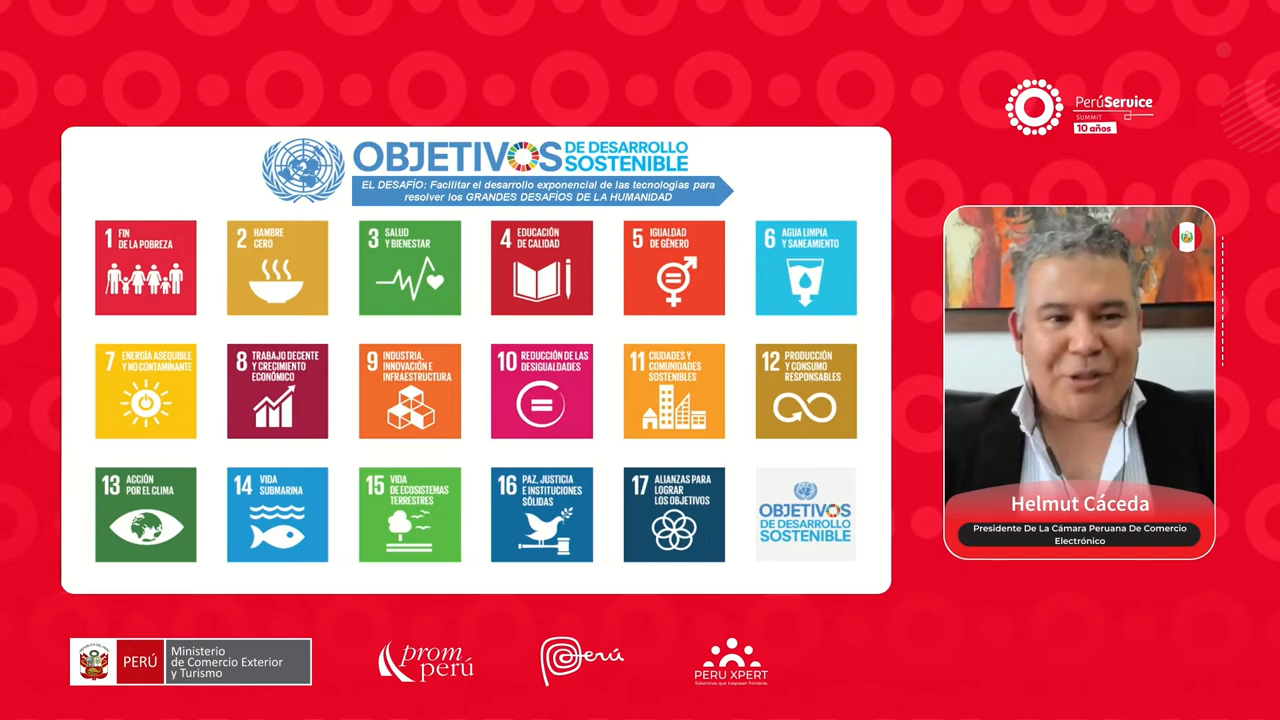 PerúService
SUMMIT
10 años
OBJETIVOS DE DESARROLLO
SOSTENIBLE
EL DESAFÍO: Facilitar el desarrollo exponencial de las tecnologías para
resolver los GRANDES DESAFÍOS DE LA HUMANIDAD
1 FIN
DE LA POBREZA
2 HAMBRE
CERO
3 SALUD
Y BIENESTAR
4 EDUCACIÓN
DE CALIDAD
5 IGUALDAD
DE GÉNERO
6 AGUA LIMPIA
Y SANEAMIENTO
7 ENERGÍA ASEQUIBLE
Y NO CONTAMINANTE
8 TRABAJO DECENTE
Y CRECIMIENTO
ECONÓMICO
9 INDUSTRIA,
INNOVACIÓN E
INFRAESTRUCTURA
10 REDUCCIÓN DE LAS
DESIGUALDADES
11 CIUDADES Y
COMUNIDADES
SOSTENIBLES
12 PRODUCCIÓN
Y CONSUMO
RESPONSABLES
13 ACCIÓN
POR EL CLIMA
14 VIDA
SUBMARINA
15 VIDA
DE ECOSISTEMAS
TERRESTRES
16 PAZ, JUSTICIA
E INSTITUCIONES
SÓLIDAS
17 ALIANZAS PARA
LOGRAR
LOS OBJETIVOS
OBJETIVOS
DE DESARROLLO
SOSTENIBLE
Helmut Cáceda
Presidente De La Cámara Peruana De Comercio
Electrónico
PERÚ
Ministerio
de Comercio Exterior
y Turismo
prom
perú
Perú
PERU XPERT
Soluciones que traspasan fronteras